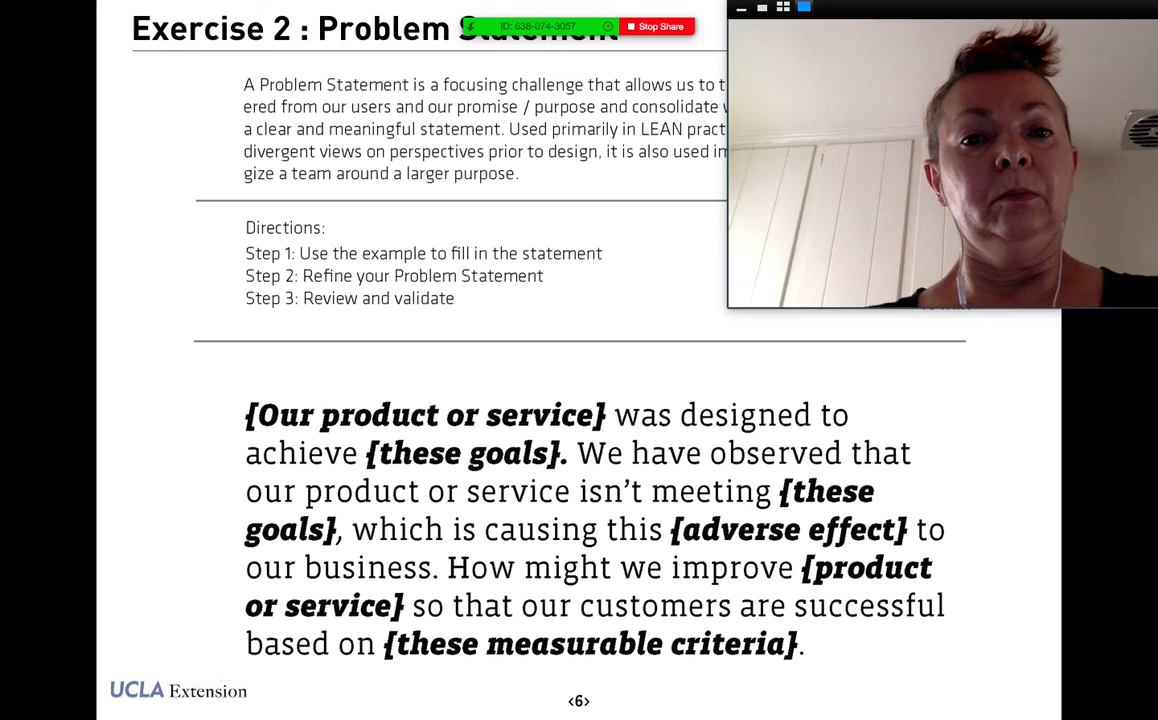 Exercise 2 : Problem Statement
ID: 638-074-3057
Stop Share
A Problem Statement is a focusing challenge that allows us to t
ered from our users and our promise / purpose and consolidate
a clear and meaningful statement. Used primarily in LEAN pract
divergent views on perspectives prior to design, it is also used
gize a team around a larger purpose.
Directions:
Step 1: Use the example to fill in the statement
Step 2: Refine your Problem Statement
Step 3: Review and validate
{Our product or service} was designed to
achieve {these goals}. We have observed that
our product or service isn't meeting {these
goals}, which is causing this {adverse effect} to
our business. How might we improve {product
or service} so that our customers are successful
based on {these measurable criteria}.
UCLA Extension
‹6›